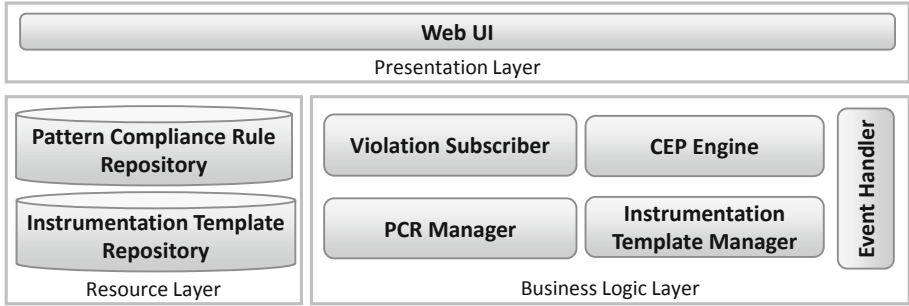 Web UI
Presentation Layer
Pattern Compliance Rule
Repository
Instrumentation Template
Repository
Resource Layer
Violation Subscriber
CEP Engine
PCR Manager
Instrumentation
Template Manager
Event Handler
Business Logic Layer